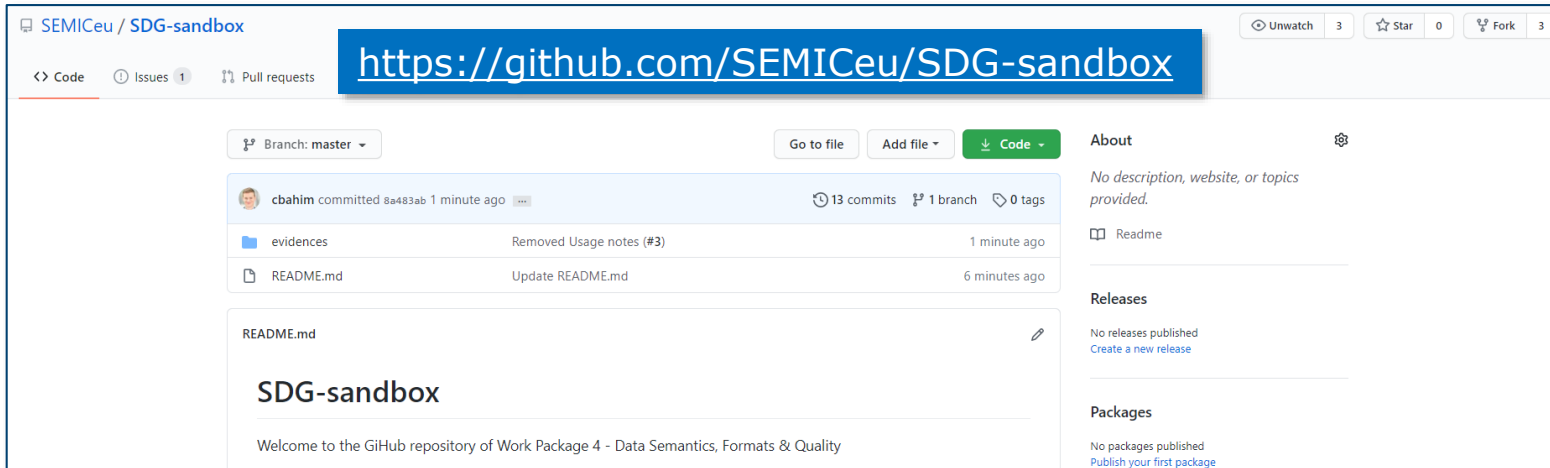 SEMICeu / SDG-sandbox
Unwatch 3 Star 0 Fork 3
https://github.com/SEMICeu/SDG-sandbox
Code Issues 1 Pull requests
Branch: master Go to file Add file Code
cbahim committed 8a483ab 1 minute ago ... 13 commits 1 branch 0 tags
evidences Removed Usage notes (#3) 1 minute ago
README.md Update README.md 6 minutes ago
README.md
SDG-sandbox
Welcome to the GiHub repository of Work Package 4 - Data Semantics, Formats & Quality
About
No description, website, or topics
provided.
Readme
Releases
No releases published
Create a new release
Packages
No packages published
Publish your first package